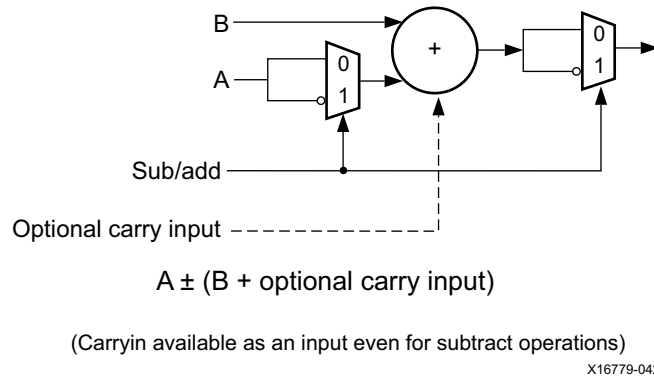 B
0
+
0
A
1
1
Sub/add
Optional carry input
A ± (B + optional carry input)
(Carryin available as an input even for subtract operations)